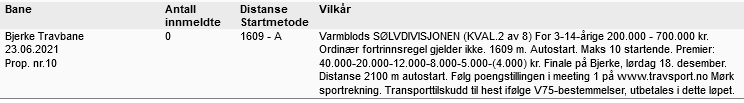 Bane Antall innmeldte Distanse Startmetode Vilkår
Bjerke Travbane 0 1609 - A Varmblods SØLVDIVISJONEN (KVAL.2 av 8) For 3-14-årige 200.000 - 700.000 kr.
23.06.2021 Ordinær fortrinnsregel gjelder ikke. 1609 m. Autostart. Maks 10 startende. Premier:
Prop. nr.10 40.000-20.000-12.000-8.000-5.000-(4.000) kr. Finale på Bjerke, lørdag 18. desember.
Distanse 2100 m autostart. Følg poengstillingen i meeting 1 på www.travsport.no Mørk
sportrekning. Transporttilskudd til hest ifølge V75-bestemmelser, utbetales i dette løpet.